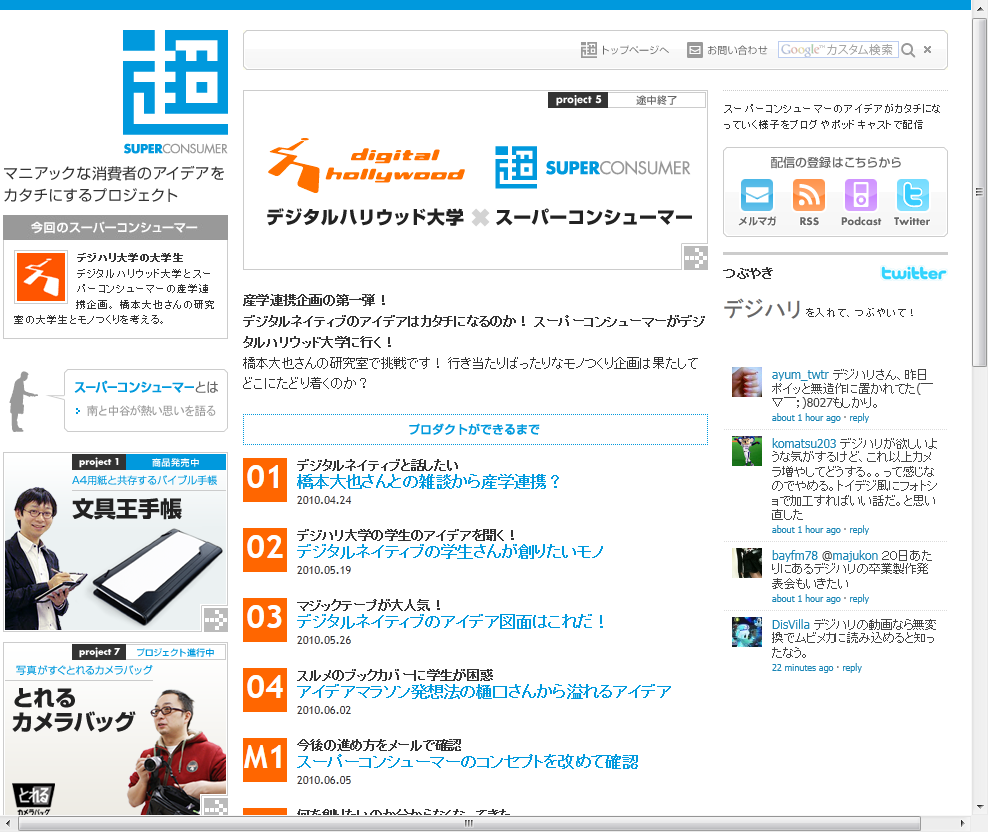 超
SUPERCONSUMER
マニアックな消費者のアイデアを
カタチにするプロジェクト
今回のスーパーコンシューマー
デジハリ大学の大学生
デジタルハリウッド大学とスー
パーコンシューマーの産学連
携企画。橋本大也さんの研究
室の大学生とモノつくりを考える。
スーパーコンシューマーとは
南と中谷が熱い思いを語る
project 1 商品発売中
A4用紙と共存するバイブル手帳
文具王手帳
project 7 プロジェクト進行中
写真がすぐとれるカメラバッグ
とれる
カメラバッグ
とれる
カメラバッグ
トップページへ お問い合わせ Google™カスタム検索 ×
project 5 途中終了
digital
hollywood
超 SUPERCONSUMER
デジタルハリウッド大学 × スーパーコンシューマー
産学連携企画の第一弾！
デジタルネイティブのアイデアはカタチになるのか！ スーパーコンシューマーがデジ
タルハリウッド大学に行く！
橋本大也さんの研究室で挑戦です！ 行き当たりばったりなモノつくり企画は果たして
どこにたどり着くのか？
プロダクトができるまで
01
デジタルネイティブと話したい
橋本大也さんとの雑談から産学連携？
2010.04.24
02
デジハリ大学の学生のアイデアを聞く！
デジタルネイティブの学生さんが創りたいモノ
2010.05.19
03
マジックテープが大人気！
デジタルネイティブのアイデア図面はこれだ！
2010.05.26
04
スルメのブックカバーに学生が困惑
アイデアマラソン発想法の樋口さんから溢れるアイデア
2010.06.02
M1
今後の進め方をメールで確認
スーパーコンシューマーのコンセプトを改めて確認
2010.06.05
何を創りたいのか分からなくなってきた
スーパーコンシューマーのアイデアがカタチにな
っていく様子をブログやポッドキャストで配信
配信の登録はこちらから
メルマガ RSS Podcast Twitter
つぶやき twitter
デジハリを入れて、つぶやいて！
ayum_twtr デジハリさん、昨日
ポイッと無造作に置かれてた(￣
▽￣;)8027もしかり。
about 1 hour ago · reply
komatsu203 デジハリが欲しいよ
うな気がするけど、これ以上カメ
ラ増やしてどうする。。って感じな
のでやめる。トイデジ風にフォトショ
で加工すればいい話だ。と思い
直した
about 1 hour ago · reply
bayfm78 @majukon 20日あた
りにあるデジハリの卒業製作発
表会もいきたい
about 1 hour ago · reply
DisVilla デジハリの動画なら無変
換でムビメカに読み込めると知っ
たなう。
22 minutes ago · reply